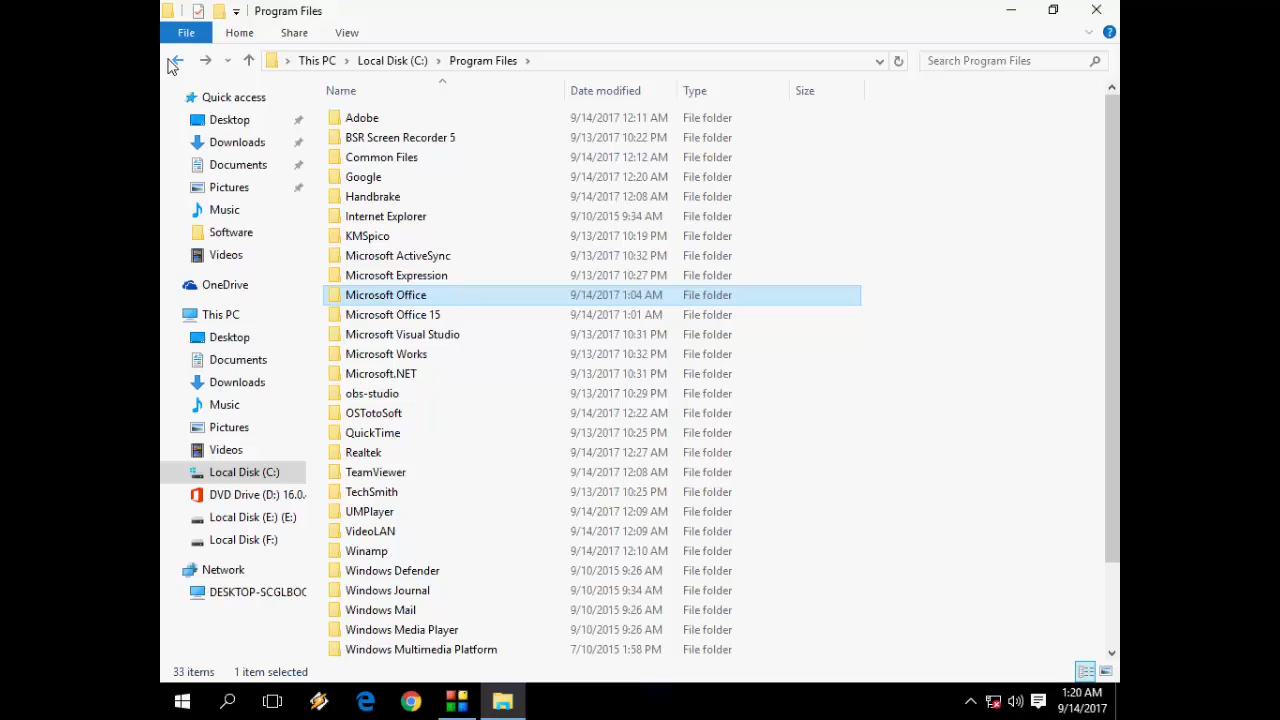 Program Files
File Home Share View
This PC Local Disk (C:) Program Files
Search Program Files
Name Date modified Type Size
Quick access
Desktop
Downloads
Documents
Pictures
Music
Software
Videos
OneDrive
This PC
Desktop
Documents
Downloads
Music
Pictures
Videos
Local Disk (C:)
DVD Drive (D:) 16.0.
Local Disk (E:) (E:)
Local Disk (F:)
Network
DESKTOP-SCGLBOC
Adobe 9/14/2017 12:11 AM File folder
BSR Screen Recorder 5 9/13/2017 10:22 PM File folder
Common Files 9/14/2017 12:12 AM File folder
Google 9/14/2017 12:20 AM File folder
Handbrake 9/14/2017 12:08 AM File folder
Internet Explorer 9/10/2015 9:34 AM File folder
KMSpico 9/13/2017 10:19 PM File folder
Microsoft ActiveSync 9/13/2017 10:32 PM File folder
Microsoft Expression 9/13/2017 10:27 PM File folder
Microsoft Office 9/14/2017 1:04 AM File folder
Microsoft Office 15 9/14/2017 1:01 AM File folder
Microsoft Visual Studio 9/13/2017 10:31 PM File folder
Microsoft Works 9/13/2017 10:32 PM File folder
Microsoft.NET 9/13/2017 10:31 PM File folder
obs-studio 9/13/2017 10:29 PM File folder
OSTotoSoft 9/14/2017 12:22 AM File folder
QuickTime 9/13/2017 10:25 PM File folder
Realtek 9/14/2017 12:27 AM File folder
TeamViewer 9/14/2017 12:08 AM File folder
TechSmith 9/13/2017 10:25 PM File folder
UMPlayer 9/14/2017 12:09 AM File folder
VideoLAN 9/14/2017 12:09 AM File folder
Winamp 9/14/2017 12:10 AM File folder
Windows Defender 9/10/2015 9:26 AM File folder
Windows Journal 9/10/2015 9:34 AM File folder
Windows Mail 9/10/2015 9:26 AM File folder
Windows Media Player 9/10/2015 9:26 AM File folder
Windows Multimedia Platform 7/10/2015 1:58 PM File folder
33 items 1 item selected
1:20 AM
9/14/2017